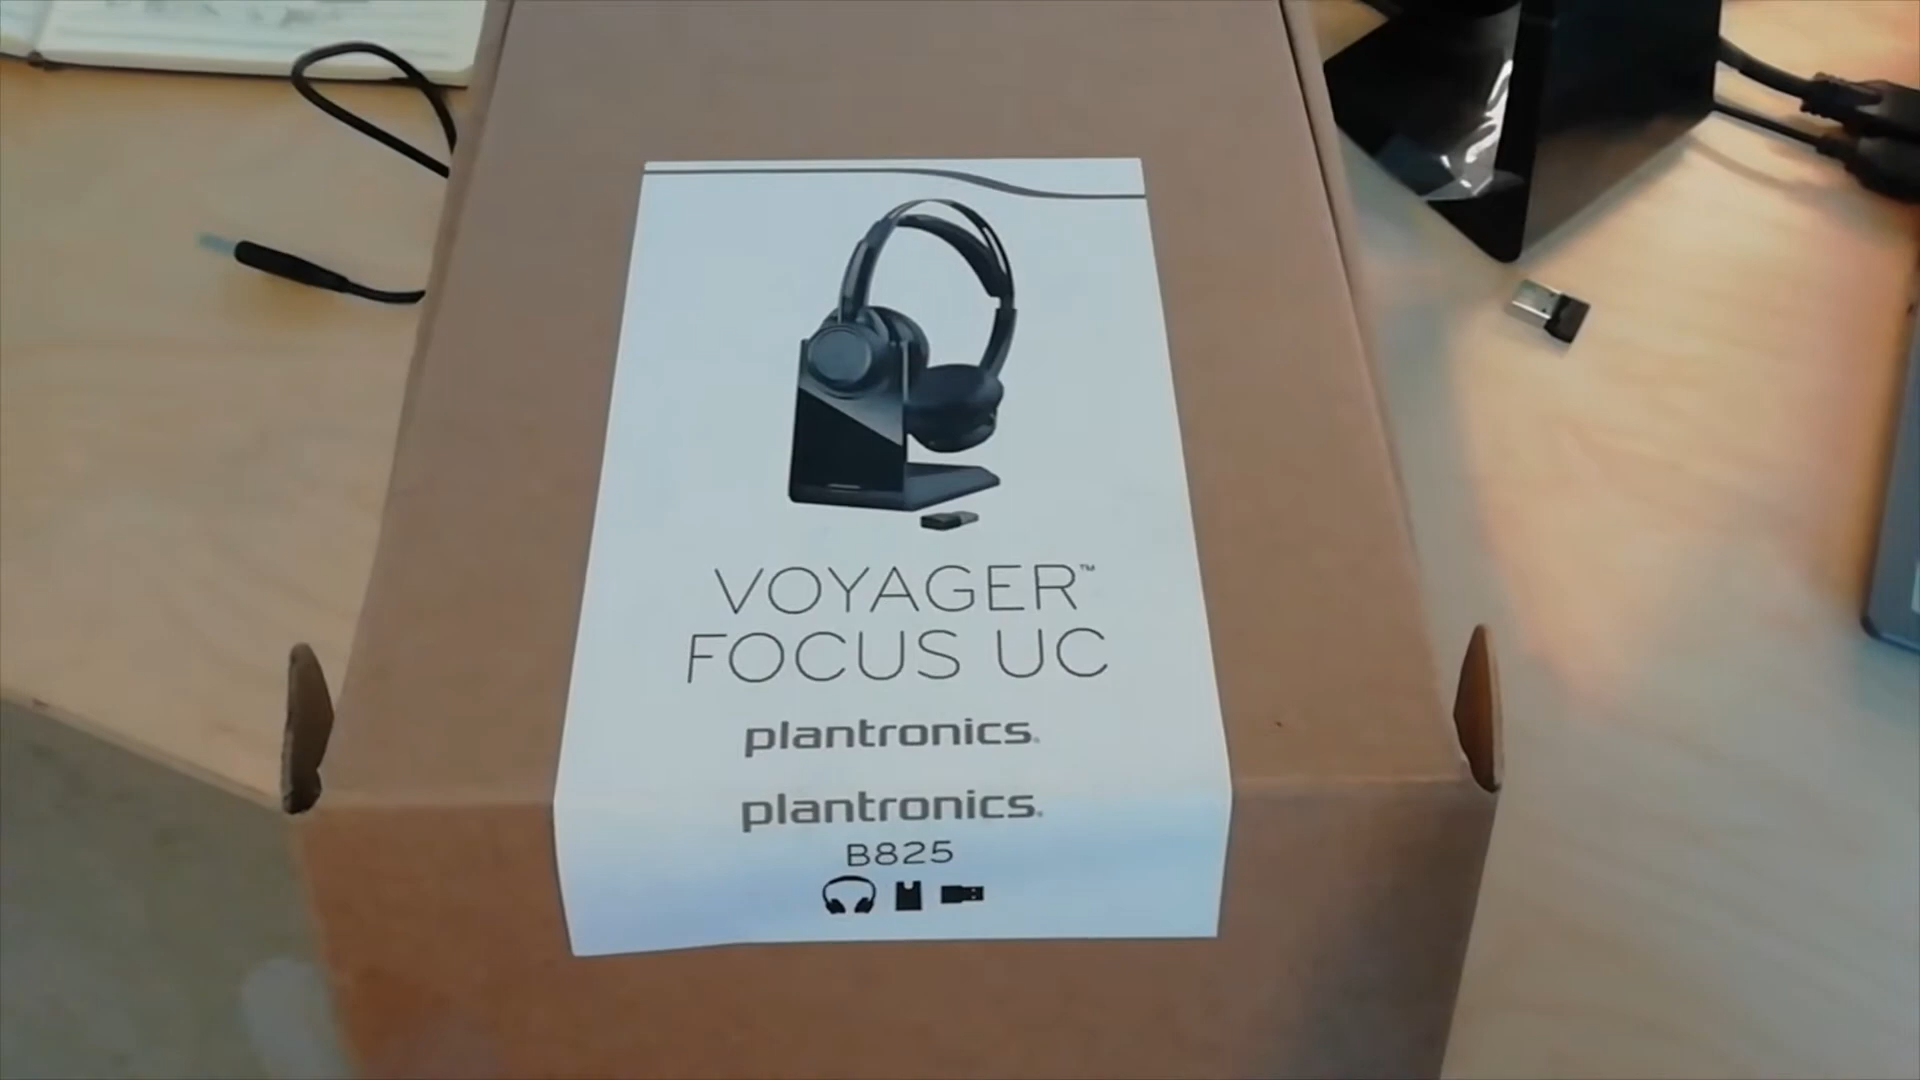 VOYAGER™
FOCUS UC
plantronics.
plantronics.
B825